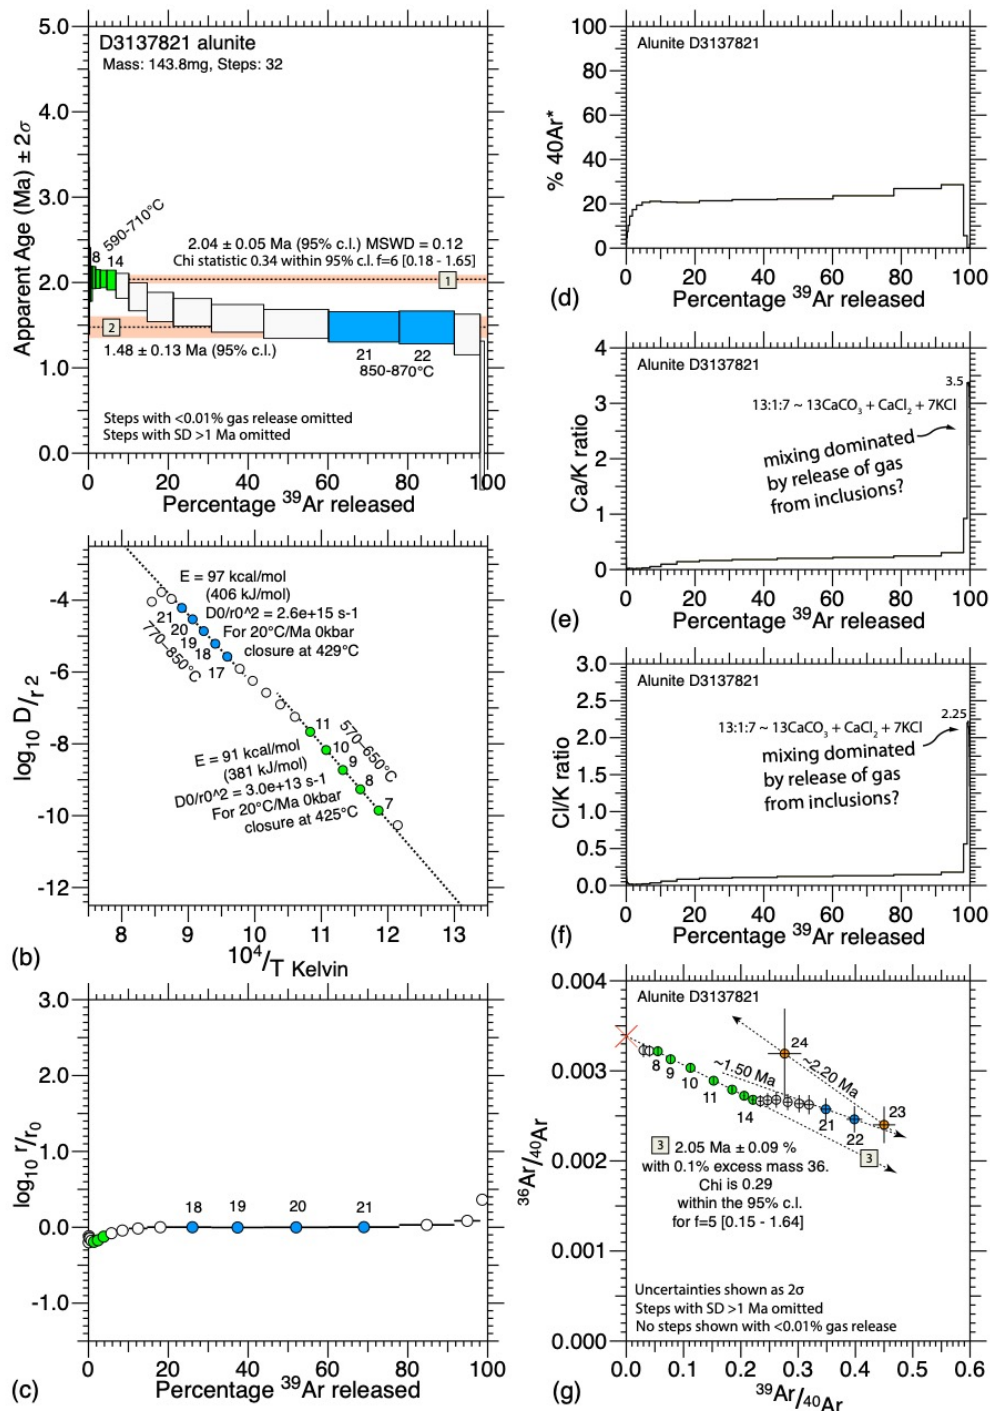 5.0
D3137821 alunite
Mass: 143.8mg, Steps: 32
4.0
3.0
2.0
1.0
0.0
Apparent Age (Ma) ± 2σ
590-710°C
8
14
2.04 ± 0.05 Ma (95% c.l.) MSWD = 0.12
Chi statistic 0.34 within 95% c.l. f=6 [0.18 - 1.65]
1
2
1.48 ± 0.13 Ma (95% c.l.)
21
22
850-870°C
Steps with <0.01% gas release omitted
Steps with SD >1 Ma omitted
0 20 40 60 80 100
Percentage 39Ar released
-4
-6
-8
-10
-12
log10 D/r 2
E = 97 kcal/mol
(406 kJ/mol)
D0/r0^2 = 2.6e+15 s-1
For 20°C/Ma 0kbar
closure at 429°C
21
20
19
18
17
770–850°C
570–650°C
11
10
9
8
7
E = 91 kcal/mol
(381 kJ/mol)
D0/r0^2 = 3.0e+13 s-1
For 20°C/Ma 0kbar
closure at 425°C
8 9 10 11 12 13
(b)
10^4/T Kelvin
3.0
2.0
1.0
0.0
-1.0
log10 r/r0
18 19 20 21
0 20 40 60 80 100
(c)
Percentage 39Ar released
100
80
60
40
20
0
% 40Ar*
Alunite D3137821
0 20 40 60 80 100
(d)
Percentage 39Ar released
4
3
2
1
0
Ca/K ratio
Alunite D3137821
3.5
13:1:7 ~ 13CaCO3 + CaCl2 + 7KCl
mixing dominated
by release of gas
from inclusions?
0 20 40 60 80 100
(e)
Percentage 39Ar released
3.0
2.5
2.0
1.5
1.0
0.5
0.0
Cl/K ratio
Alunite D3137821
2.25
13:1:7 ~ 13CaCO3 + CaCl2 + 7KCl
mixing dominated
by release of gas
from inclusions?
0 20 40 60 80 100
(f)
Percentage 39Ar released
0.004
0.003
0.002
0.001
0.000
36Ar/40Ar
Alunite D3137821
24
~2.20 Ma
~1.50 Ma
8
9
10
11
14
21
22
23
3
3 2.05 Ma ± 0.09 %
with 0.1% excess mass 36.
Chi is 0.29
within the 95% c.l.
for f=5 [0.15 - 1.64]
Uncertainties shown as 2σ
Steps with SD >1 Ma omitted
No steps shown with <0.01% gas release
0.0 0.1 0.2 0.3 0.4 0.5 0.6
(g)
39Ar/40Ar